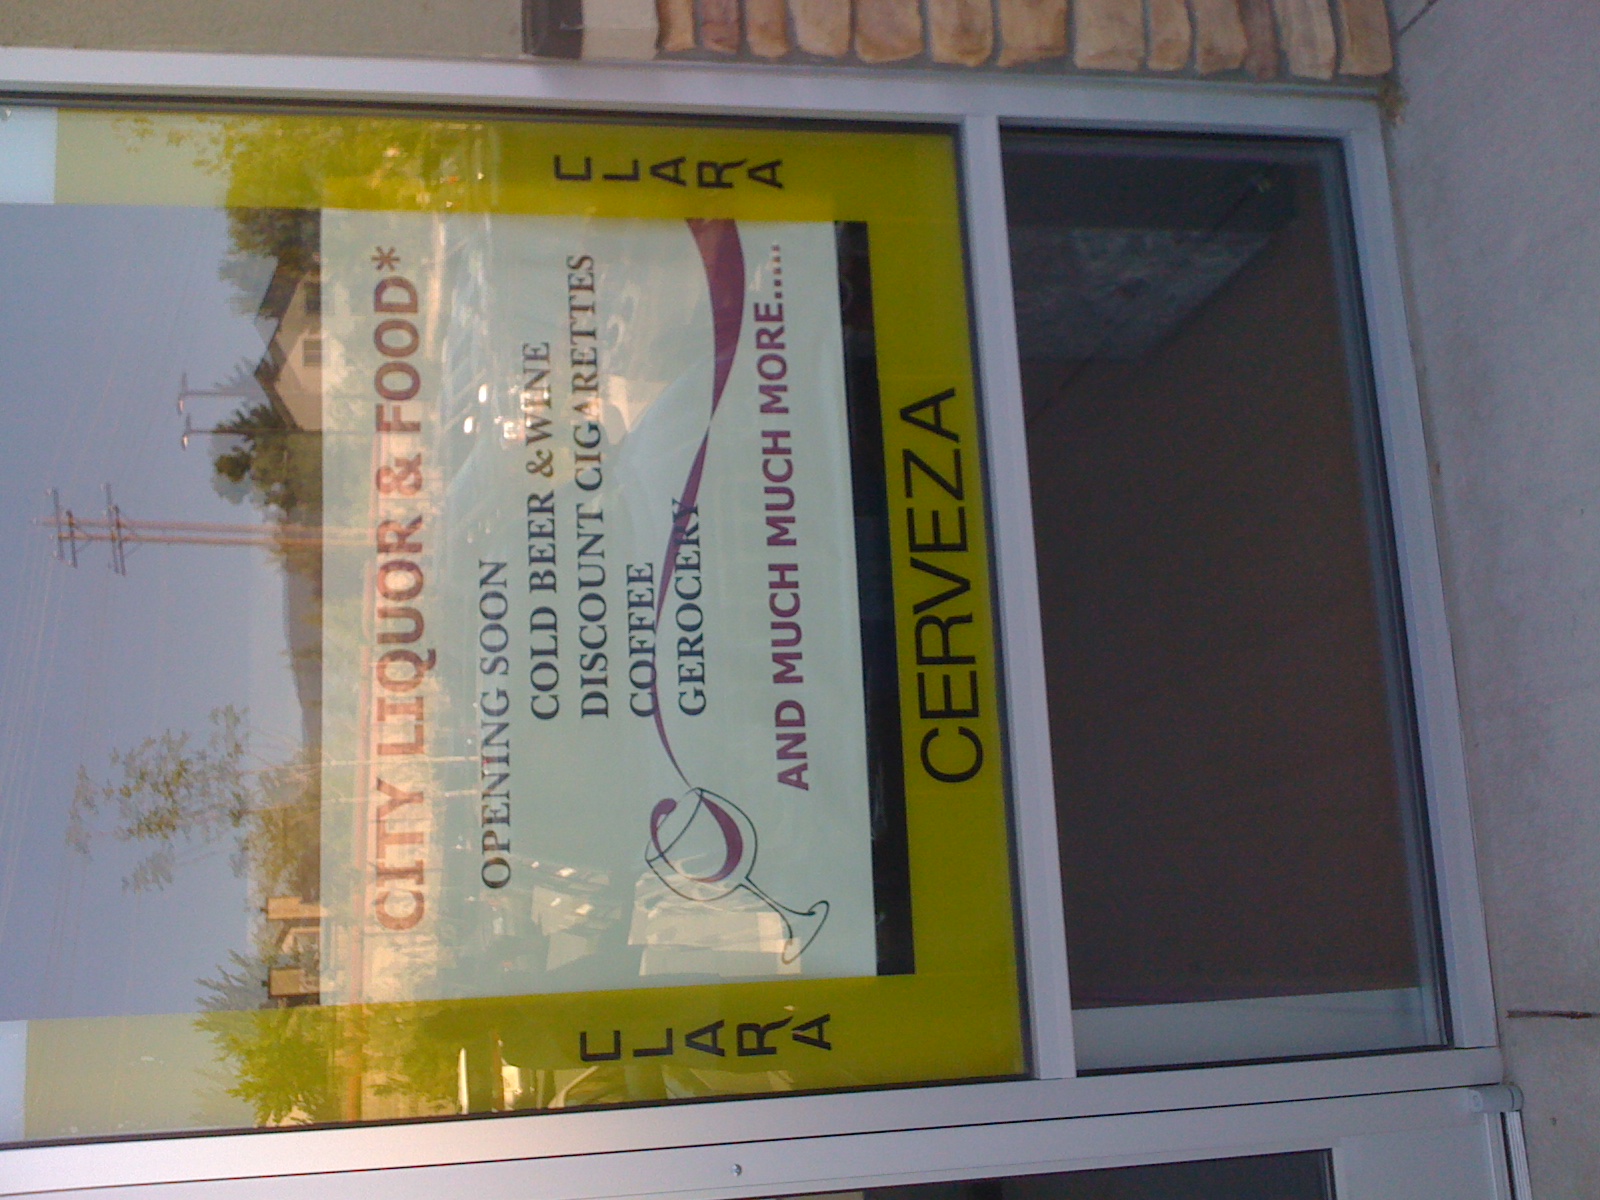 CITY LIQUOR & FOOD*
OPENING SOON
COLD BEER & WINE
DISCOUNT CIGARETTES
COFFEE
GEROCERY
AND MUCH MUCH MORE.....
CLARA
CLARA
CERVEZA